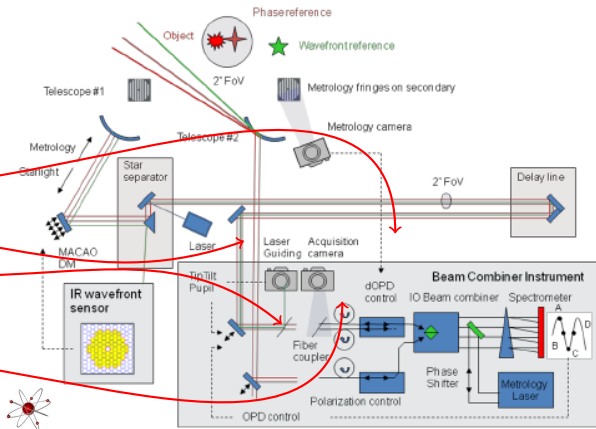 Phase reference
Object
Wavefront reference
2" FoV
Telescope #1
Metrology fringes on secondary
Metrology camera
Telescope #2
Metrology
Starlight
Star
separator
2" FoV
Delay line
Laser
MACAO
DM
Laser
Guiding
Acquisition
camera
Tip Tilt
Pupil
dOPD
control
Beam Combiner Instrument
IO Beam combiner
Spectrometer
IR wavefront
sensor
A
B
C
D
Fiber
coupler
Phase
Shifter
Metrology
Laser
Polarization control
OPD control